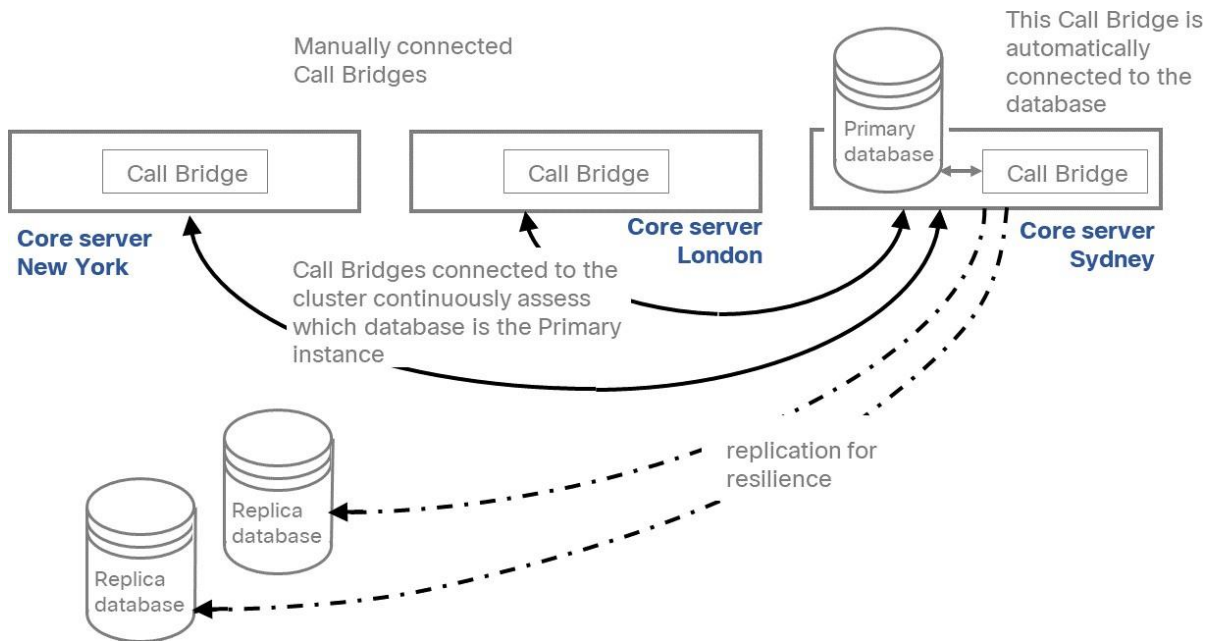 Manually connected
Call Bridges
This Call Bridge is
automatically
connected to the
database
Primary
database
Call Bridge
Call Bridge
Call Bridge
Core server
New York
Core server
London
Core server
Sydney
Call Bridges connected to the
cluster continuously assess
which database is the Primary
instance
replication for
resilience
Replica
database
Replica
database